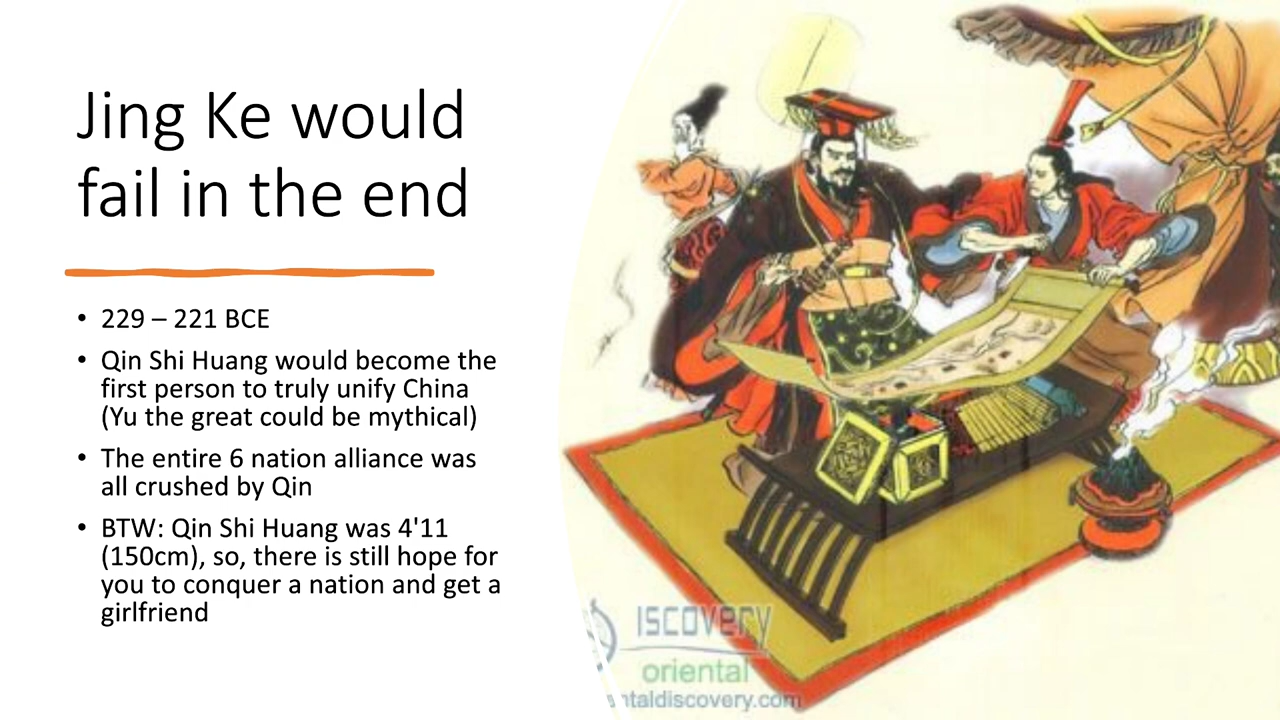 Jing Ke would
fail in the end
• 229 – 221 BCE
• Qin Shi Huang would become the
first person to truly unify China
(Yu the great could be mythical)
• The entire 6 nation alliance was
all crushed by Qin
• BTW: Qin Shi Huang was 4'11
(150cm), so, there is still hope for
you to conquer a nation and get a
girlfriend
ISCOVERY
oriental
ntaldiscovery.com